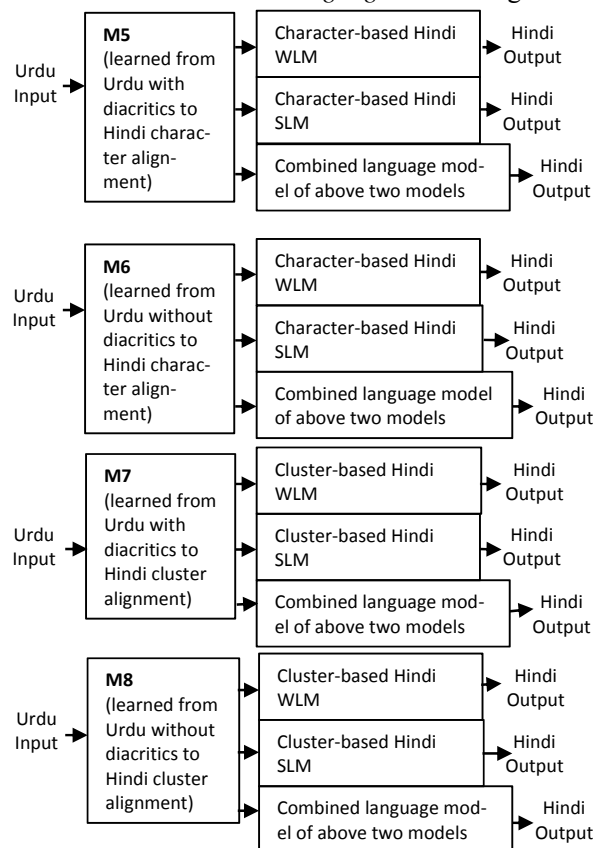 M5
(learned from
Urdu with
diacritics to
Hindi charac-
ter align-
ment)
Urdu
Input
Character-based Hindi
WLM
Hindi
Output
Character-based Hindi
SLM
Hindi
Output
Combined language mod-
el of above two models
Hindi
Output
M6
(learned from
Urdu without
diacritics to
Hindi charac-
ter align-
ment)
Urdu
Input
Character-based Hindi
WLM
Hindi
Output
Character-based Hindi
SLM
Hindi
Output
Combined language model
of above two models
Hindi
Output
M7
(learned from
Urdu with
diacritics to
Hindi cluster
alignment)
Urdu
Input
Cluster-based Hindi
WLM
Hindi
Output
Cluster-based Hindi
SLM
Hindi
Output
Combined language mod-
el of above two models
Hindi
Output
M8
(learned from
Urdu without
diacritics to
Hindi cluster
alignment)
Urdu
Input
Cluster-based Hindi
WLM
Hindi
Output
Cluster-based Hindi
SLM
Hindi
Output
Combined language mod-
el of above two models
Hindi
Output